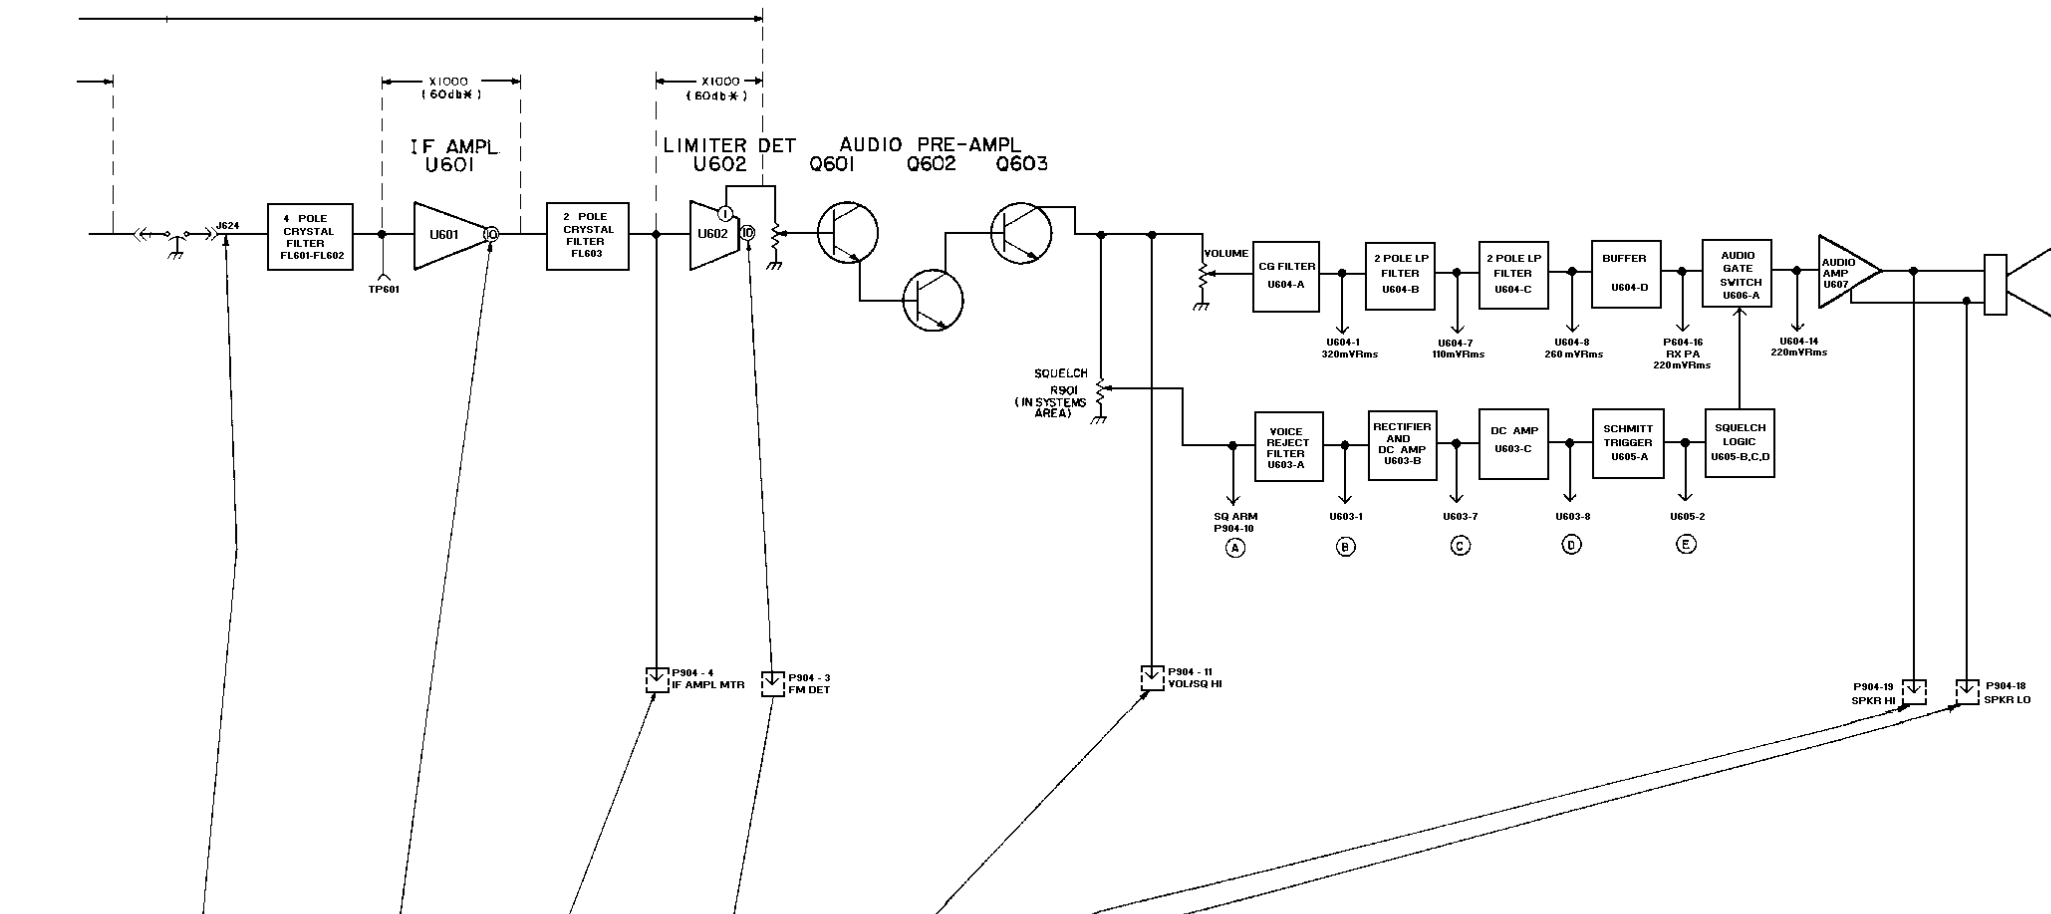 X1000
(60db*)
X1000
(60db*)
IF AMPL
U601
LIMITER DET
U602
AUDIO PRE-AMPL
Q601
Q602
Q603
J624
4 POLE
CRYSTAL
FILTER
FL601-FL602
TP601
U601
10
2 POLE
CRYSTAL
FILTER
FL603
U602
1
10
VOLUME
CG FILTER
U604-A
2 POLE LP
FILTER
U604-B
2 POLE LP
FILTER
U604-C
BUFFER
U604-D
AUDIO
GATE
SWITCH
U606-A
AUDIO
AMP
U607
U604-1
320mVRms
U604-7
110mVRms
U604-8
260mVRms
P604-16
RX PA
220mVRms
U604-14
220mVRms
SQUELCH
R901
(IN SYSTEMS
AREA)
VOICE
REJECT
FILTER
U603-A
RECTIFIER
AND
DC AMP
U603-B
DC AMP
U603-C
SCHMITT
TRIGGER
U605-A
SQUELCH
LOGIC
U605-B,C,D
SQ ARM
P904-10
A
U603-1
B
U603-7
C
U603-8
D
U605-2
E
P904 - 4
IF AMPL MTR
P904 - 3
FM DET
P904 - 11
VOL/SQ HI
P904-19
SPKR HI
P904-18
SPKR LO